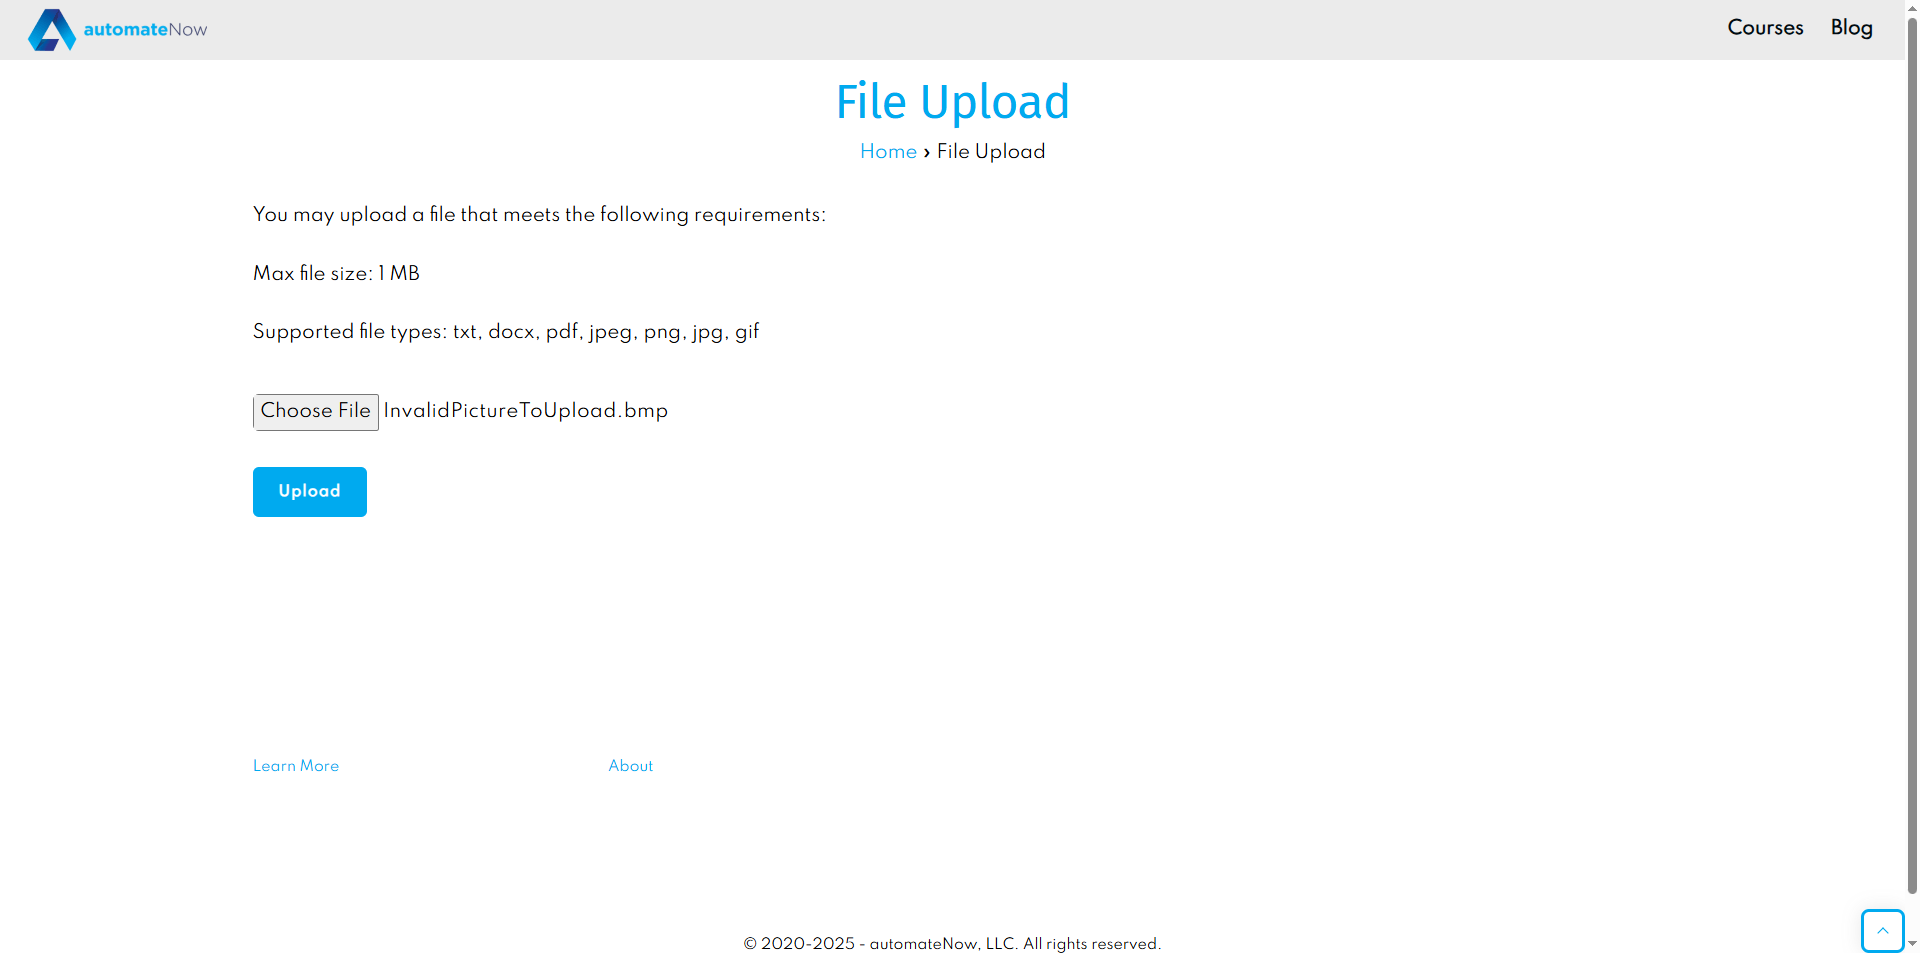 automateNow
Courses Blog
File Upload
Home › File Upload
You may upload a file that meets the following requirements:
Max file size: 1 MB
Supported file types: txt, docx, pdf, jpeg, png, jpg, gif
Choose File InvalidPictureToUpload.bmp
Upload
Learn More About
© 2020-2025 - automateNow, LLC. All rights reserved.